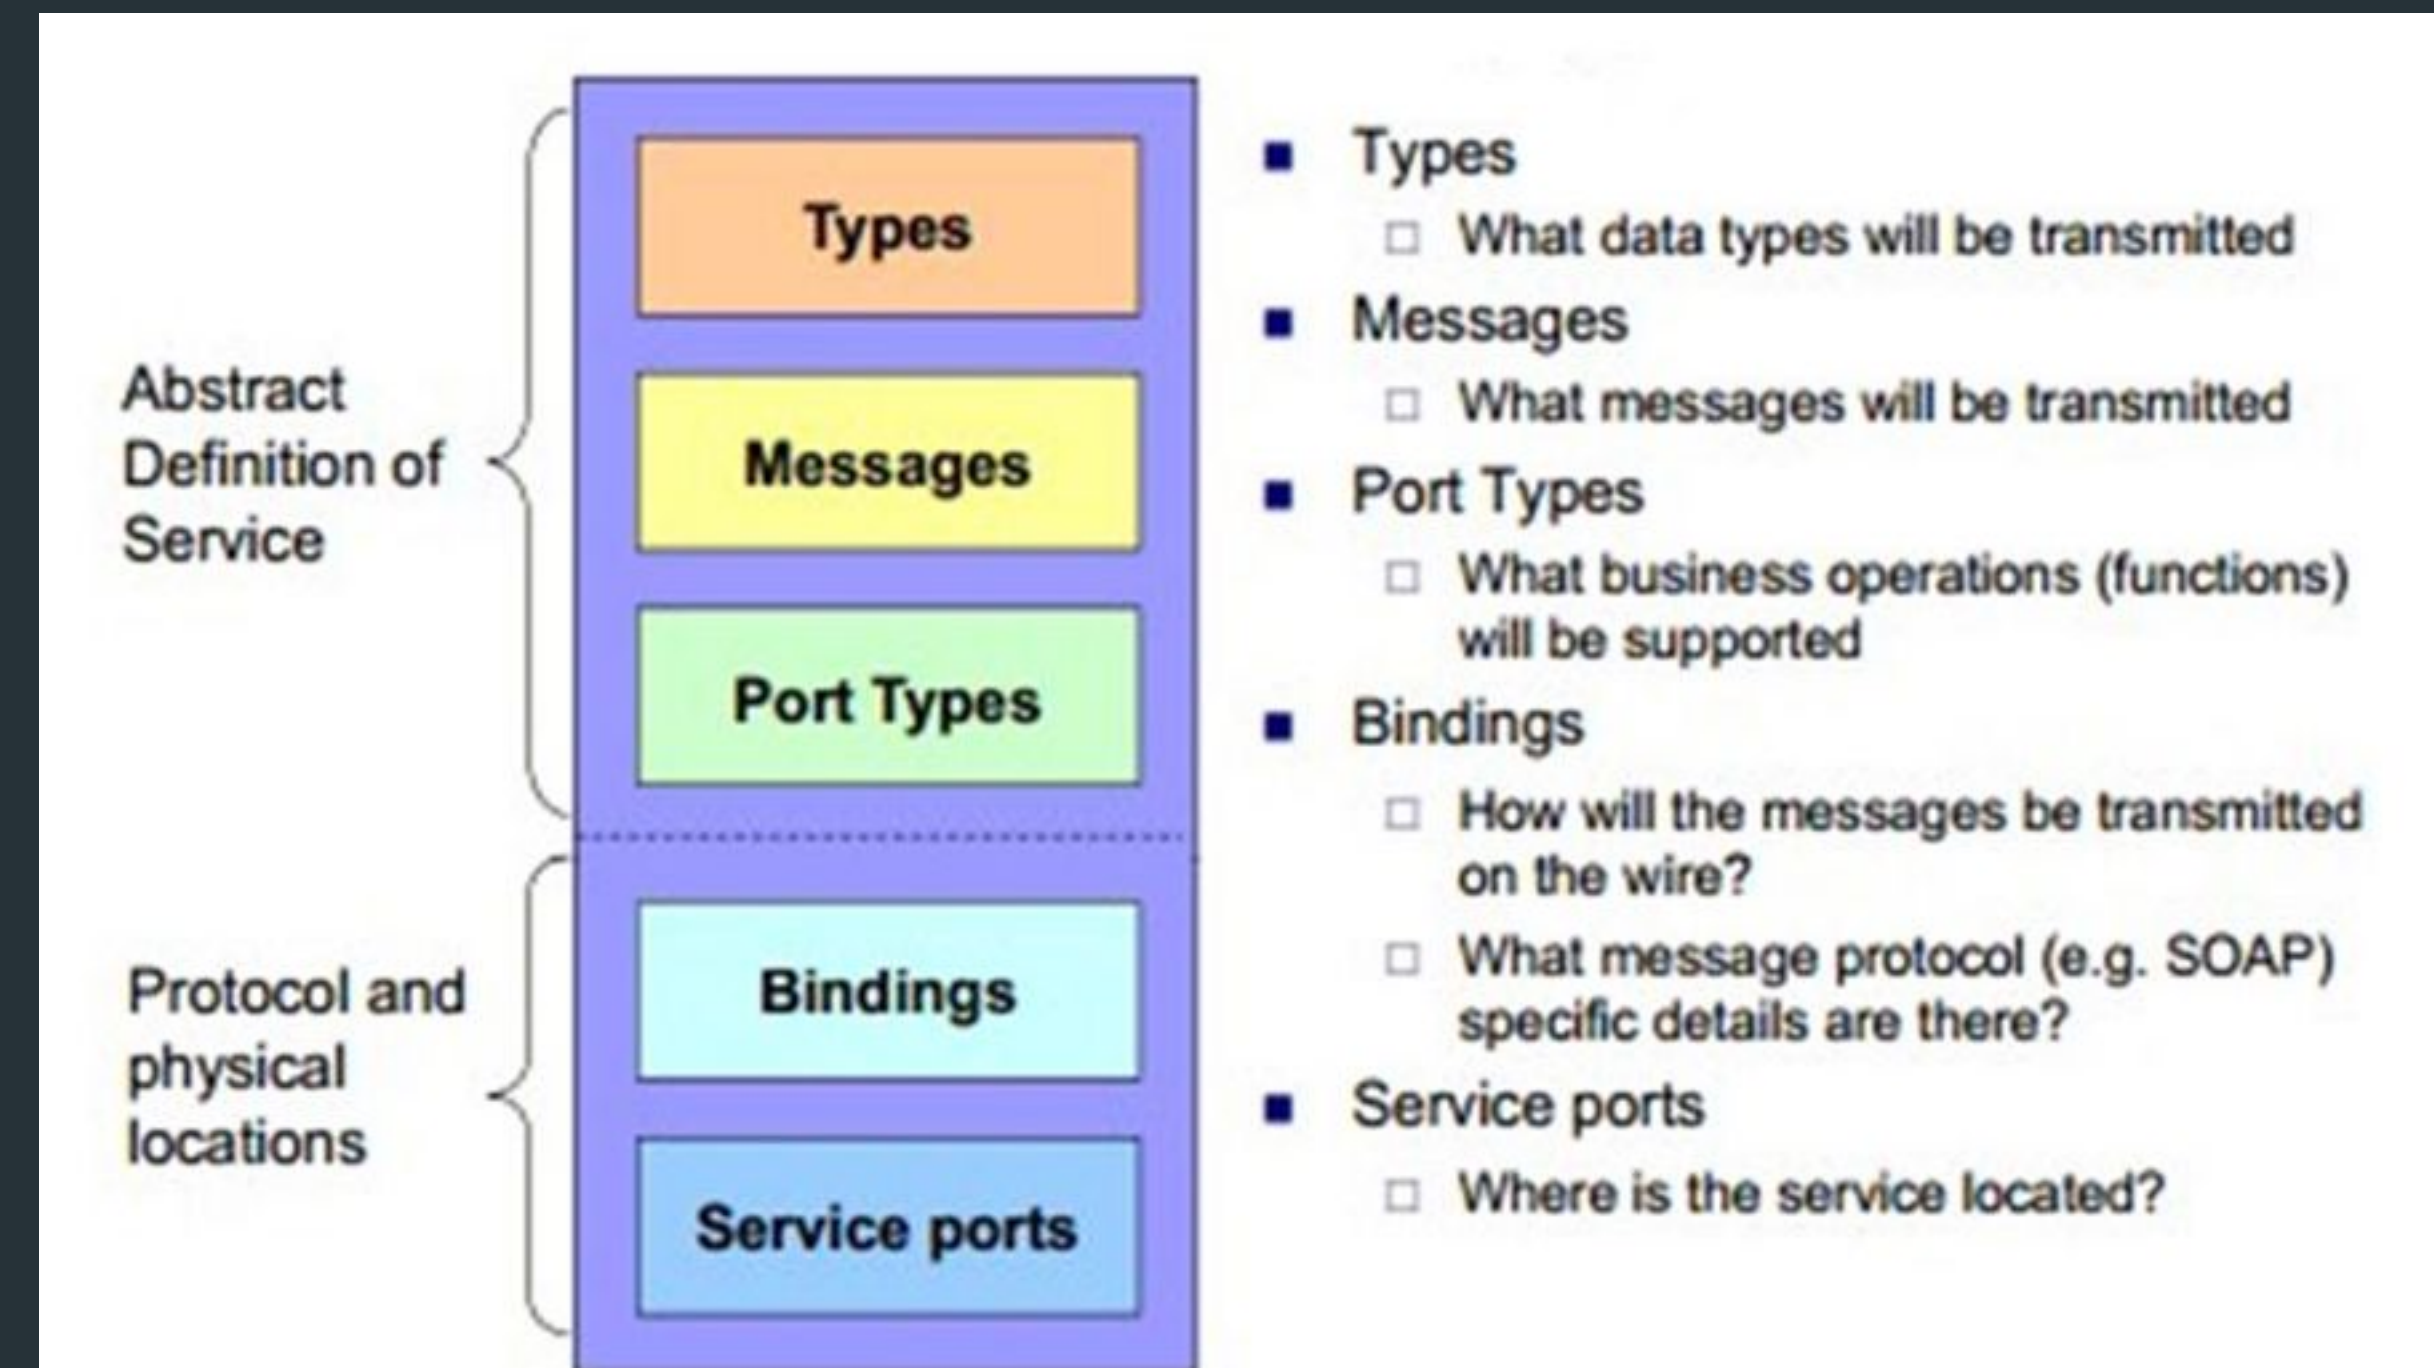 Abstract
Definition of
Service
Protocol and
physical
locations
Types
Messages
Port Types
Bindings
Service ports
Types
What data types will be transmitted
Messages
What messages will be transmitted
Port Types
What business operations (functions)
will be supported
Bindings
How will the messages be transmitted
on the wire?
What message protocol (e.g. SOAP)
specific details are there?
Service ports
Where is the service located?